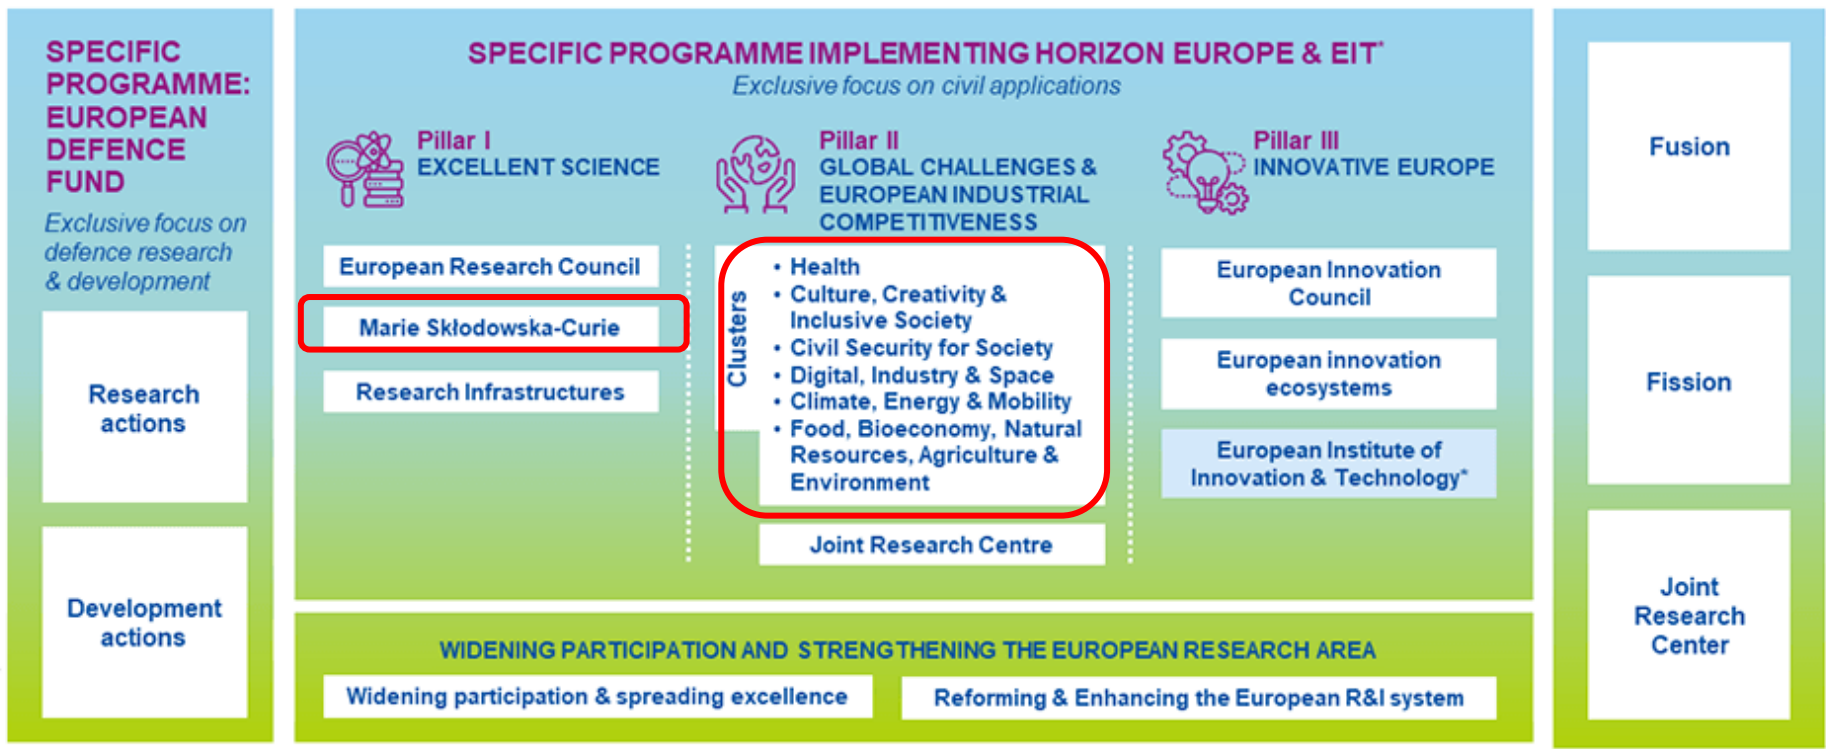 SPECIFIC
PROGRAMME:
EUROPEAN
DEFENCE
FUND
Exclusive focus on
defence research
& development
Research
actions
Development
actions
SPECIFIC PROGRAMME IMPLEMENTING HORIZON EUROPE & EIT*
Exclusive focus on civil applications
Pillar I
EXCELLENT SCIENCE
European Research Council
Marie Skłodowska-Curie
Research Infrastructures
Pillar II
GLOBAL CHALLENGES &
EUROPEAN INDUSTRIAL
COMPETITIVENESS
Clusters
• Health
• Culture, Creativity &
Inclusive Society
• Civil Security for Society
• Digital, Industry & Space
• Climate, Energy & Mobility
• Food, Bioeconomy, Natural
Resources, Agriculture &
Environment
Joint Research Centre
Pillar III
INNOVATIVE EUROPE
European Innovation
Council
European innovation
ecosystems
European Institute of
Innovation & Technology*
WIDENING PARTICIPATION AND STRENGTHENING THE EUROPEAN RESEARCH AREA
Widening participation & spreading excellence
Reforming & Enhancing the European R&I system
Fusion
Fission
Joint
Research
Center